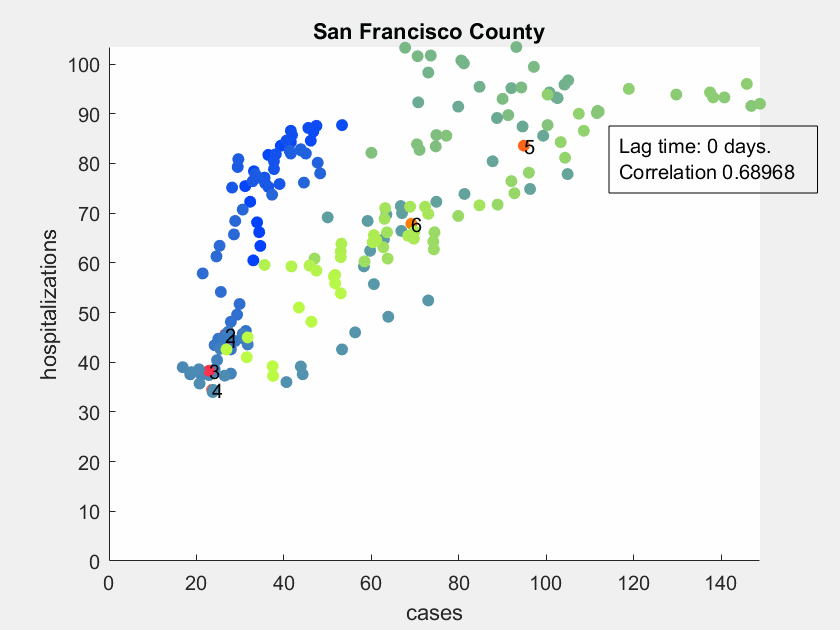 San Francisco County
100
90
80
70
60
50
40
30
20
10
0
hospitalizations
5
Lag time: 0 days.
Correlation 0.68968
6
2
4
3
4
0 20 40 60 80 100 120 140
cases